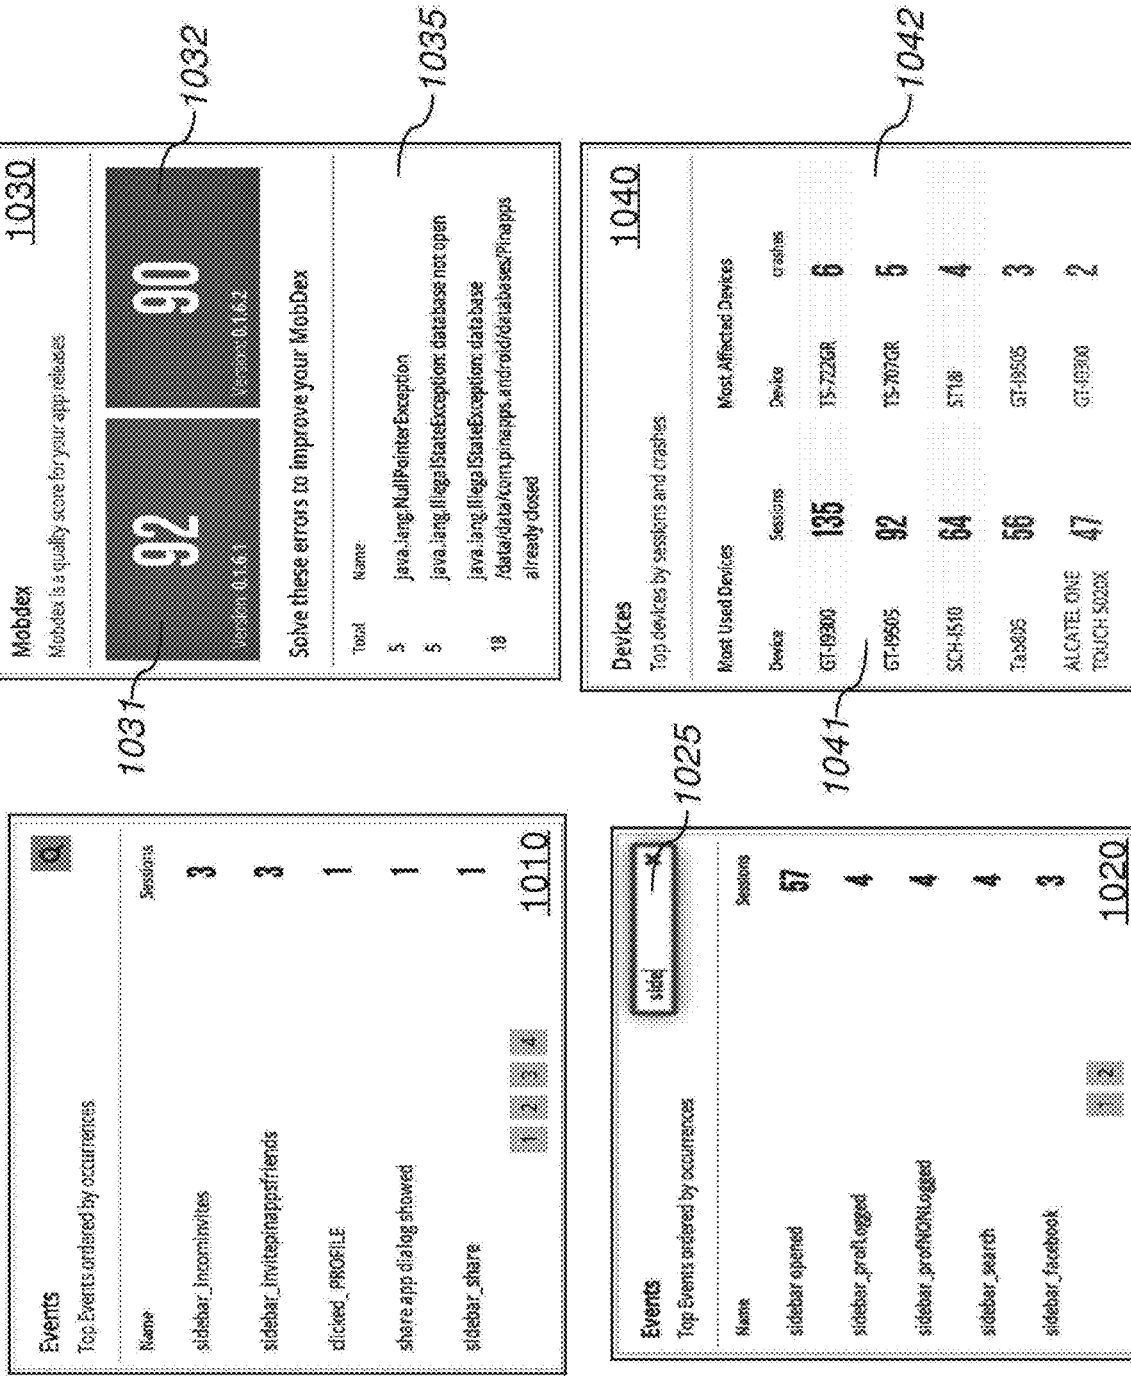 Events
Top Events ordered by occurrences
Name Sessions
sidebar_incominvites 3
sidebar_invitepinappsfriends 3
clicked_PROFILE 1
share app dialog showed 1
sidebar_share 1
1 2 3 4
1010
Mobdex
1030
Mobdex is a quality score for your app releases
92 90
1031
1032
Solve these errors to improve your MobDex
Total Name
5 java.lang.NullPointerException
5 java.lang.IllegalStateException: database not open
java.lang.IllegalStateException: database
18 /data/data/com.pinapps.android/databases/Pinapps
already closed
1035
Events
side x
1025
Top Events ordered by occurrences
Name Sessions
sidebar opened 57
sidebar_profLogged 4
sidebar_profNONLogged 4
sidebar_search 4
sidebar_facebook 3
1 2
1020
Devices
1040
Top devices by sessions and crashes
Most Used Devices Most Affected Devices
Device Sessions Device crashes
GT-I9300 135 TS-722GR 6
GT-I9505 92 TS-707GR 5
SCH-I510 64 ST18i 4
Tab806 56 GT-I9505 3
ALCATEL ONE
TOUCH 5020X 47 GT-I9300 2
1041
1042